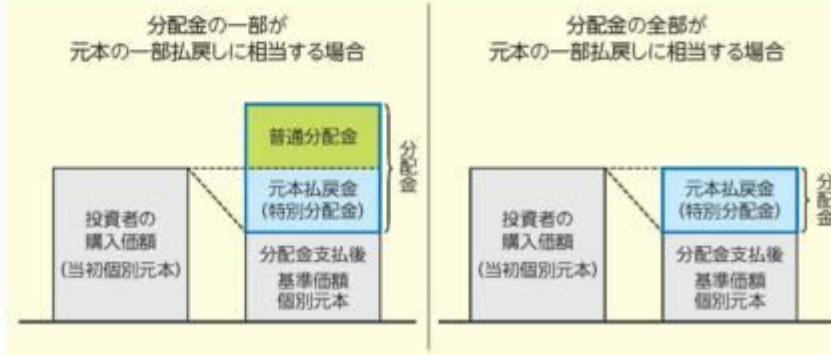 分配金の一部が
元本の一部払戻しに相当する場合
普通分配金
元本払戻金
(特別分配金)
分配金
投資者の
購入価額
(当初個別元本)
分配金支払後
基準価額
個別元本
分配金の全部が
元本の一部払戻しに相当する場合
元本払戻金
(特別分配金)
分配金
投資者の
購入価額
(当初個別元本)
分配金支払後
基準価額
個別元本